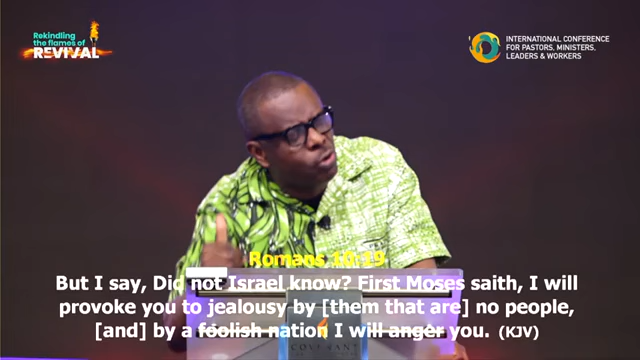 Rekindling
the flames of
REVIVAL
INTERNATIONAL CONFERENCE
FOR PASTORS, MINISTERS,
LEADERS & WORKERS
Romans 10:19
But I say, Did not Israel know? First Moses saith, I will
provoke you to jealousy by [them that are] no people,
[and] by a foolish nation I will anger you. (KJV)
COVENANT